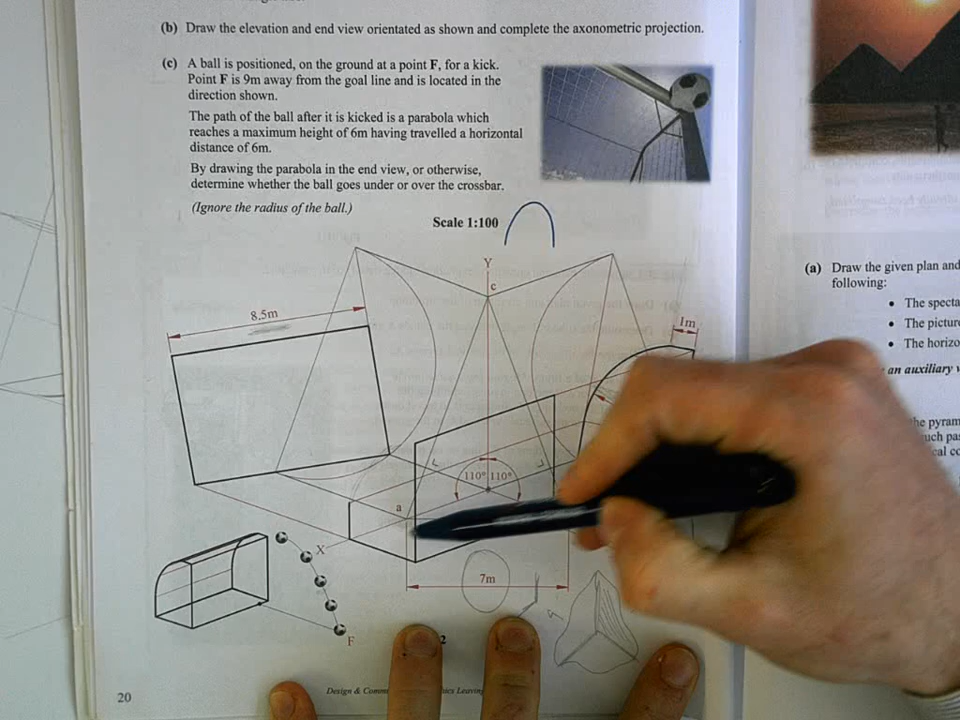 (b) Draw the elevation and end view orientated as shown and complete the axonometric projection.
(c) A ball is positioned, on the ground at a point F, for a kick.
Point F is 9m away from the goal line and is located in the
direction shown.
The path of the ball after it is kicked is a parabola which
reaches a maximum height of 6m having travelled a horizontal
distance of 6m.
By drawing the parabola in the end view, or otherwise,
determine whether the ball goes under or over the crossbar.
(Ignore the radius of the ball.)
Scale 1:100
Y
c
8.5m
1m
110° 110°
a
X
7m
F
2
20
Design &
Leaving
(a) Draw the given plan and
following:
• The specta
• The picture
• The horizo
an auxiliary
he pyram